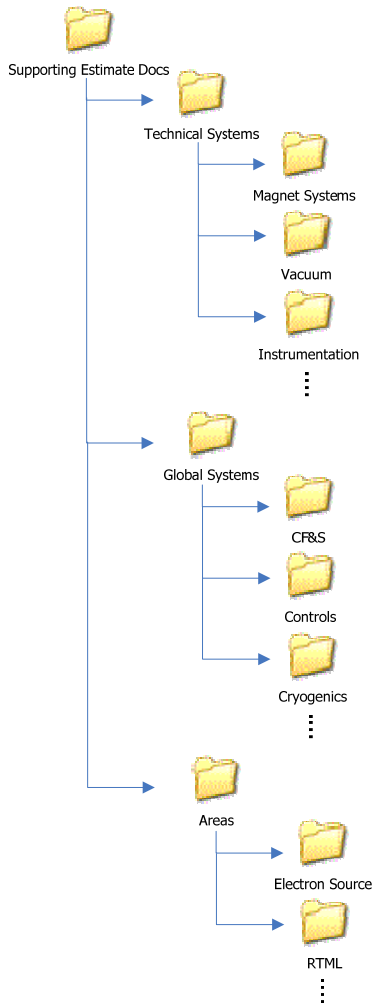 Supporting Estimate Docs
Technical Systems
Magnet Systems
Vacuum
Instrumentation
Global Systems
CF&S
Controls
Cryogenics
Areas
Electron Source
RTML